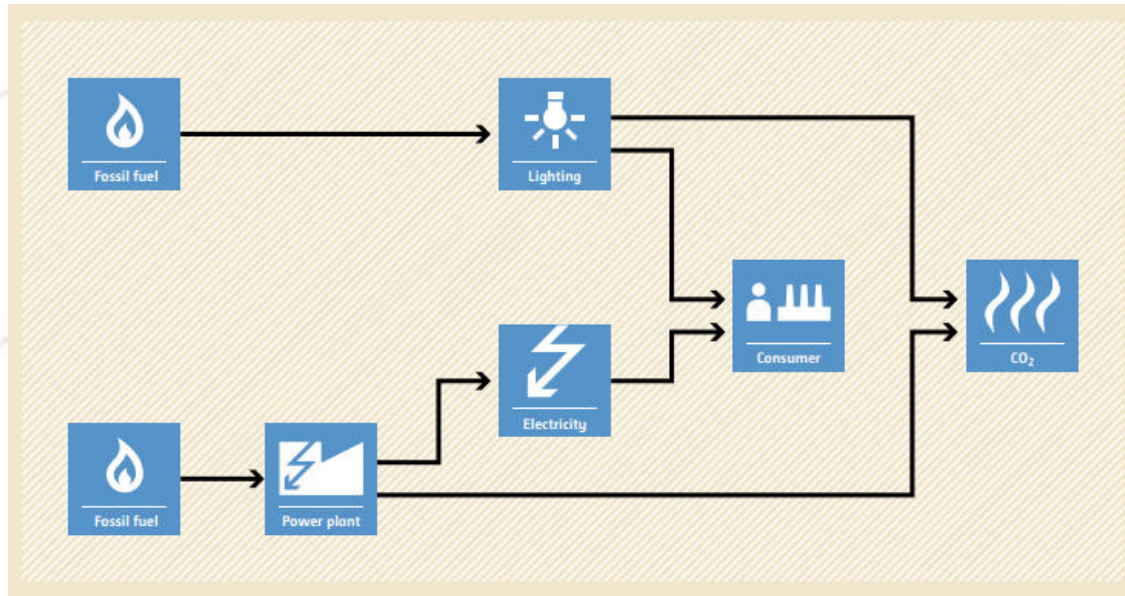 Fossil fuel
Lighting
Consumer
CO₂
Electricity
Fossil fuel
Power plant